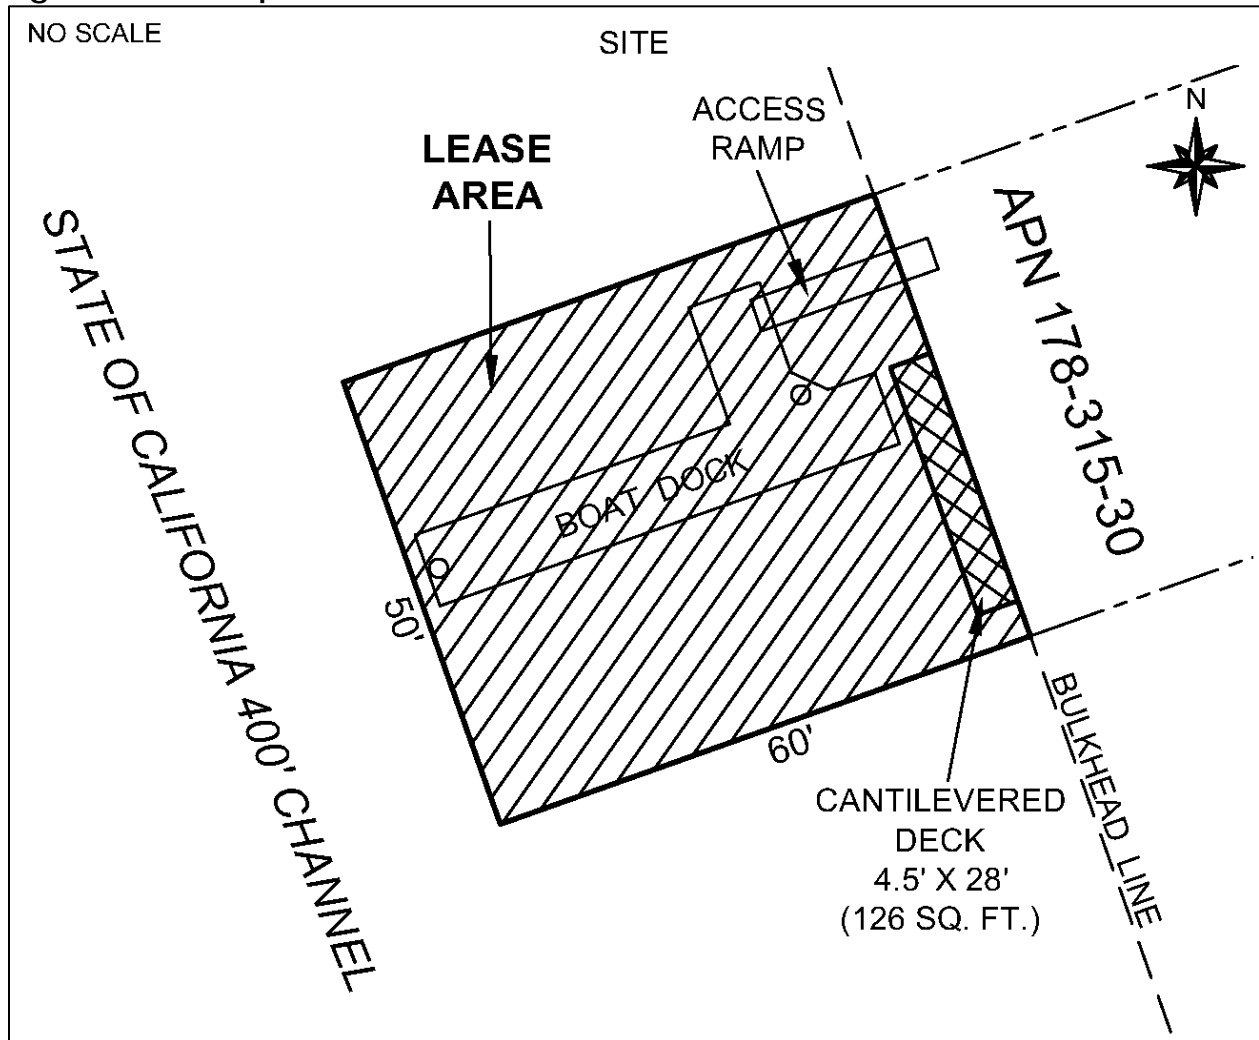 NO SCALE
SITE
N
ACCESS
RAMP
LEASE
AREA
APN 178-315-30
STATE OF CALIFORNIA 400' CHANNEL
BOAT DOCK
50'
60'
CANTILEVERED
DECK
4.5' X 28'
(126 SQ. FT.)
BULKHEAD LINE